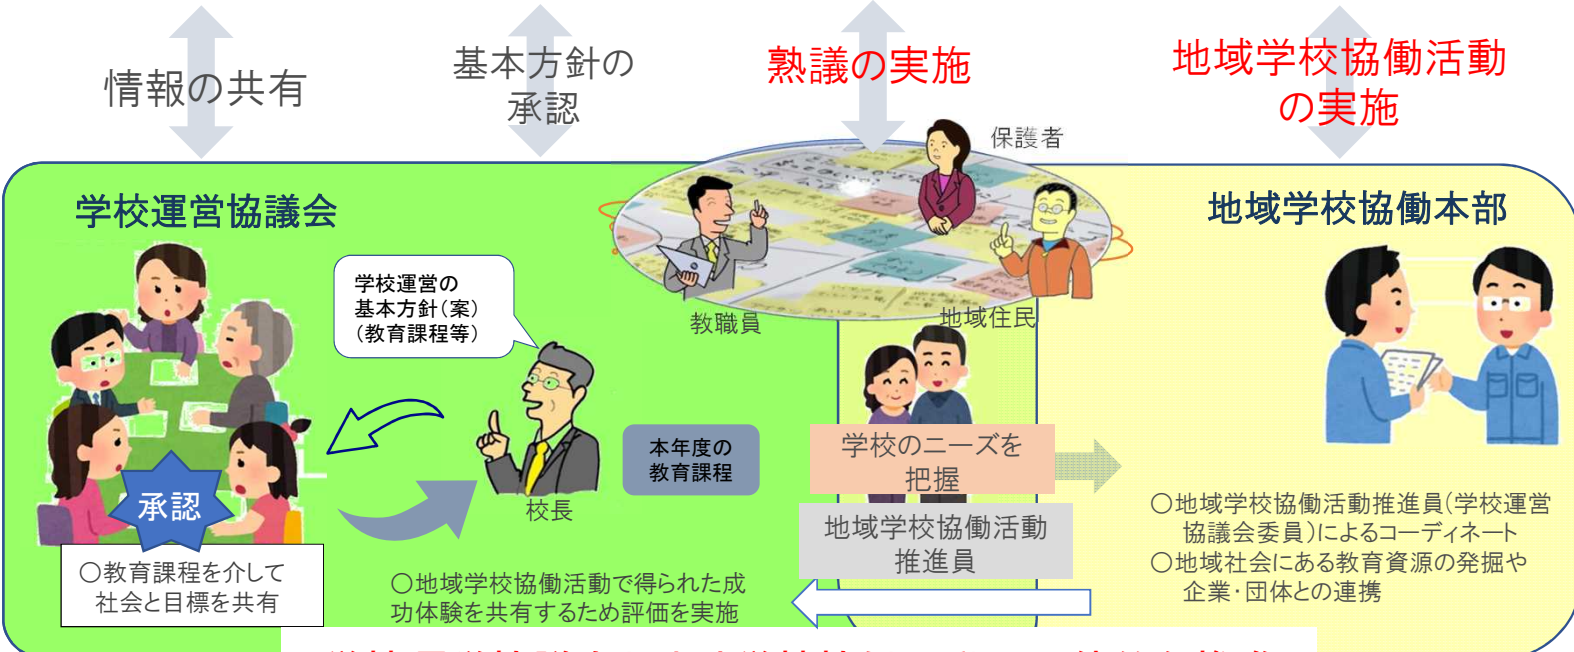 情報の共有
基本方針の
承認
熟議の実施
地域学校協働活動
の実施
保護者
学校運営協議会
地域学校協働本部
学校運営の
基本方針(案)
(教育課程等)
教職員
地域住民
校長
本年度の
教育課程
学校のニーズを
把握
地域学校協働活動
推進員
承認
〇教育課程を介して
社会と目標を共有
〇地域学校協働活動で得られた成
功体験を共有するため評価を実施
〇地域学校協働活動推進員(学校運営
協議会委員)によるコーディネート
〇地域社会にある教育資源の発掘や
企業・団体との連携